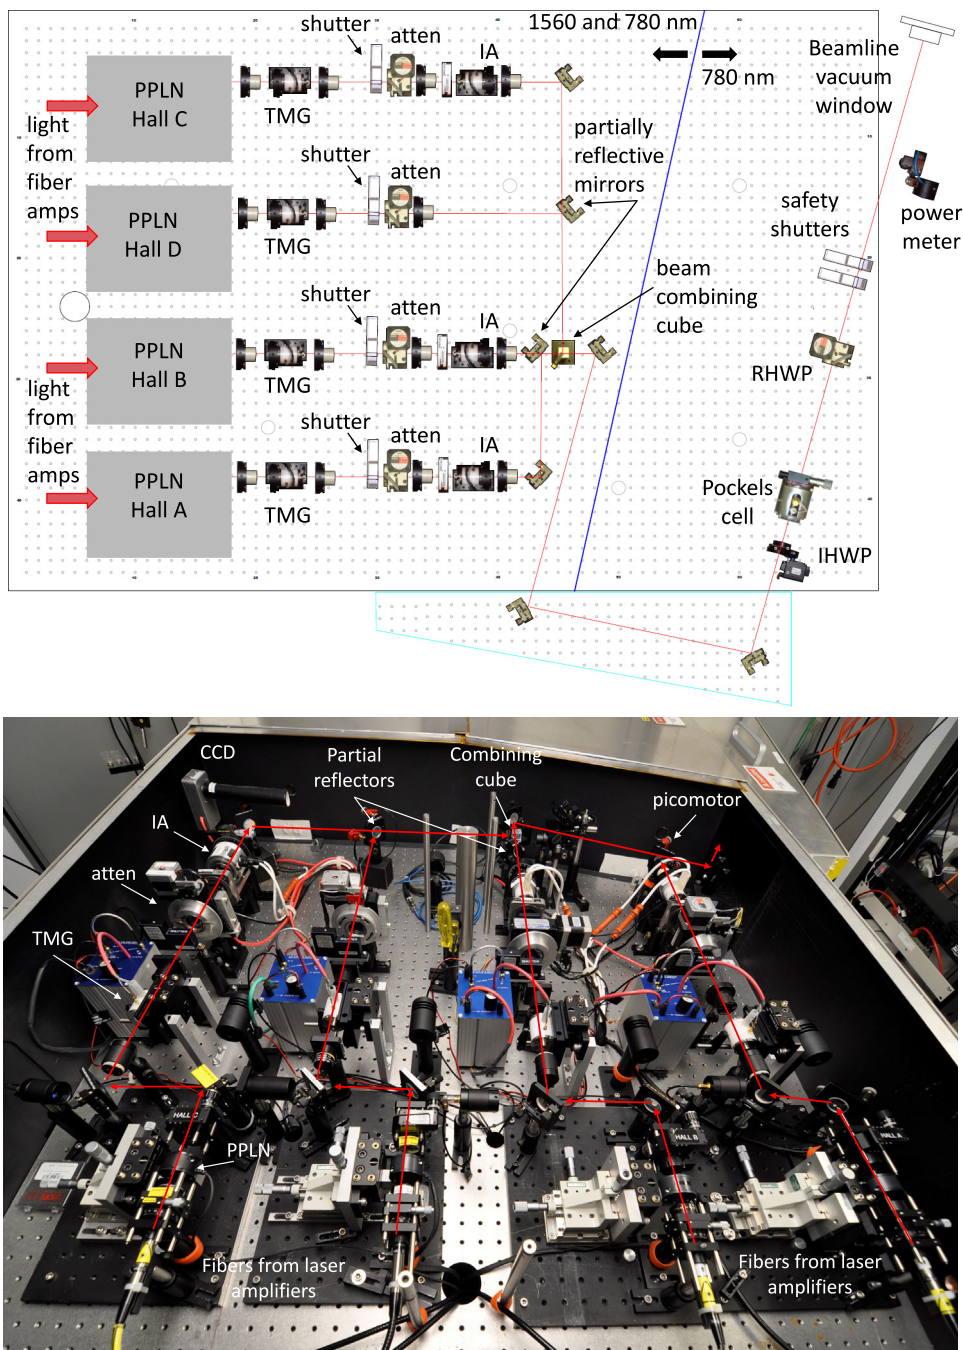 shutter
atten
IA
1560 and 780 nm
780 nm
Beamline
vacuum
window
PPLN
Hall C
light
from
fiber
amps
TMG
partially
reflective
mirrors
shutter
atten
PPLN
Hall D
TMG
safety
shutters
power
meter
shutter
atten
IA
beam
combining
cube
PPLN
Hall B
TMG
RHWP
light
from
fiber
amps
shutter
atten
IA
PPLN
Hall A
TMG
Pockels
cell
IHWP
CCD
Partial
reflectors
Combining
cube
picomotor
IA
atten
TMG
HALL C
PPLN
HALL B
HALL A
Fibers from laser
amplifiers
Fibers from laser
amplifiers